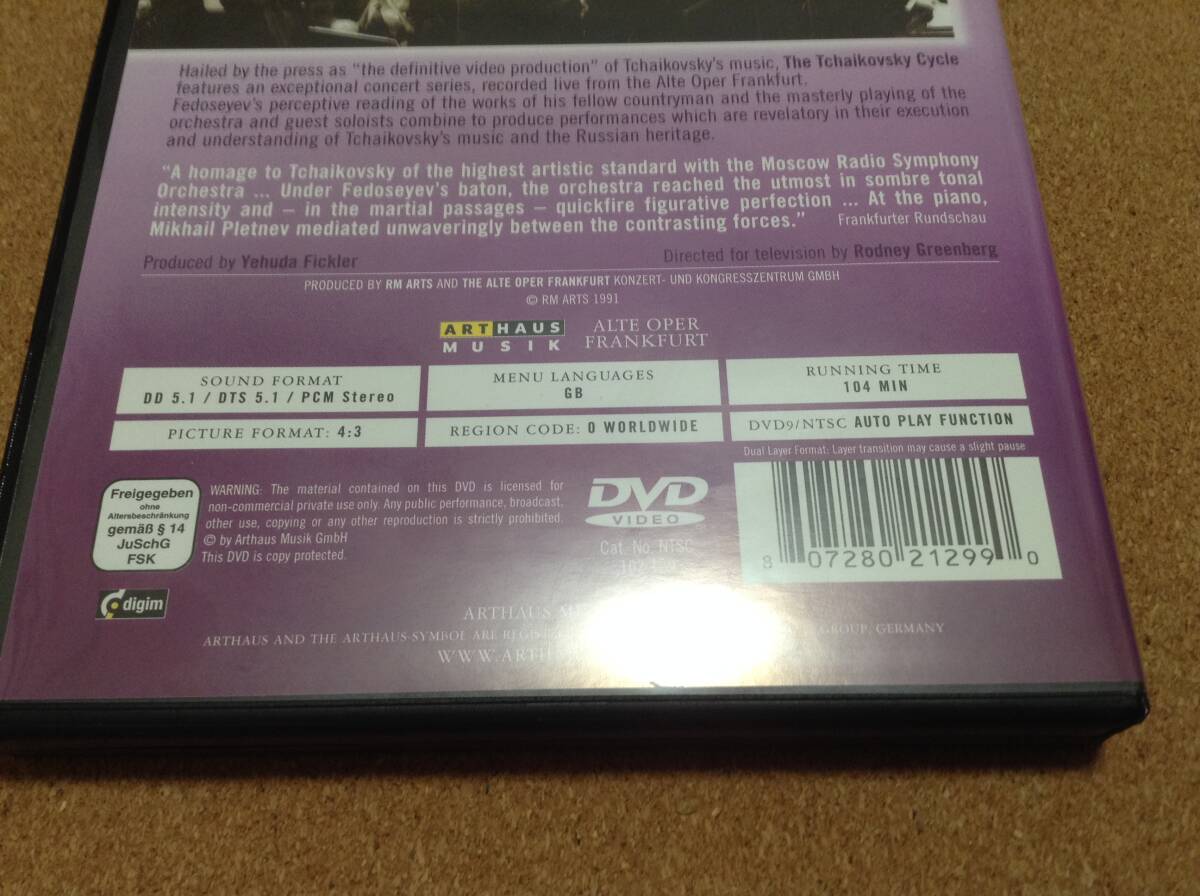 Hailed by the press as "the definitive video production" of Tchaikovsky's music, The Tchaikovsky Cycle
features an exceptional concert series, recorded live from the Alte Oper Frankfurt.
Fedoseyev's perceptive reading of the works of his fellow countryman and the masterly playing of the
orchestra and guest soloists combine to produce performances which are revelatory in their execution
and understanding of Tchaikovsky's music and the Russian heritage.
"A homage to Tchaikovsky of the highest artistic standard with the Moscow Radio Symphony
Orchestra ... Under Fedoseyev's baton, the orchestra reached the utmost in sombre tonal
intensity and – in the martial passages – quickfire figurative perfection ... At the piano,
Mikhail Pletnev mediated unwaveringly between the contrasting forces." Frankfurter Rundschau
Produced by Yehuda Fickler
Directed for television by Rodney Greenberg
PRODUCED BY RM ARTS AND THE ALTE OPER FRANKFURT KONZERT- UND KONGRESSZENTRUM GMBH
© RM ARTS 1991
ARTHAUS
MUSIK
ALTE OPER
FRANKFURT
SOUND FORMAT
DD 5.1 / DTS 5.1 / PCM Stereo
MENU LANGUAGES
GB
RUNNING TIME
104 MIN
PICTURE FORMAT: 4:3
REGION CODE: 0 WORLDWIDE
DVD9/NTSC AUTO PLAY FUNCTION
Dual Layer Format: Layer transition may cause a slight pause
Freigegeben
ohne
Altersbeschränkung
gemäß § 14
JuSchG
FSK
WARNING: The material contained on this DVD is licensed for
non-commercial private use only. Any public performance, broadcast,
other use, copying or any other reproduction is strictly prohibited.
© by Arthaus Musik GmbH
This DVD is copy protected.
DVD
VIDEO
Cat. No. NTSC
8 07280 21299 0
digim
ARTHAUS
ARTHAUS AND THE ARTHAUS-SYMBOL ARE GROUP, GERMANY